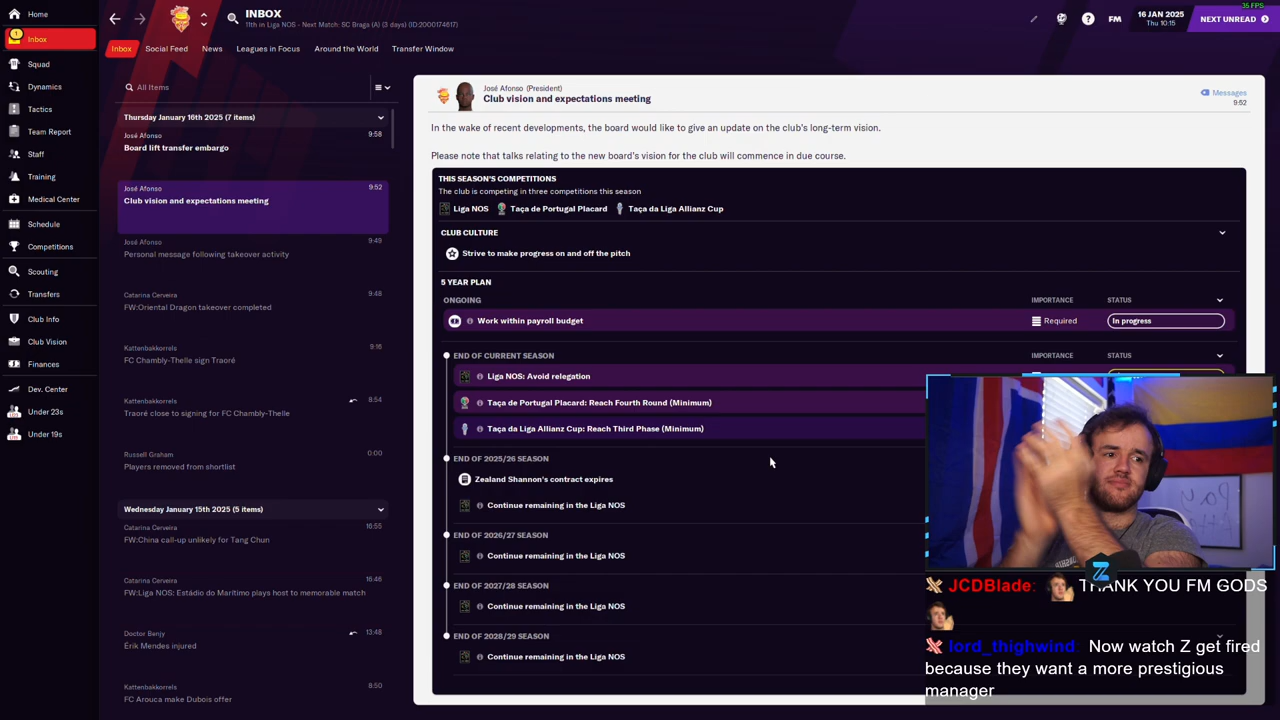 35 FPS
Home
INBOX
11th in Liga NOS - Next Match: SC Braga (A) (3 days) (ID:2000174617)
FM
16 JAN 2025
Thu 10:15
NEXT UNREAD
1
Inbox
Inbox
Social Feed
News
Leagues in Focus
Around the World
Transfer Window
Squad
Dynamics
Tactics
Team Report
Staff
Training
Medical Center
Schedule
Competitions
Scouting
Transfers
Club Info
Club Vision
Finances
Dev. Center
Under 23s
Under 19s
All Items
Thursday January 16th 2025 (7 items)
José Afonso
9:58
Board lift transfer embargo
José Afonso
9:52
Club vision and expectations meeting
José Afonso
9:49
Personal message following takeover activity
Catarina Cerveira
9:48
FW:Oriental Dragon takeover completed
Kattenbakkorrels
9:16
FC Chambly-Thelle sign Traoré
Kattenbakkorrels
8:54
Traoré close to signing for FC Chambly-Thelle
Russell Graham
0:00
Players removed from shortlist
Wednesday January 15th 2025 (5 items)
Catarina Cerveira
16:55
FW:China call-up unlikely for Tang Chun
Catarina Cerveira
16:46
FW:Liga NOS: Estádio do Marítimo plays host to memorable match
Doctor Benjy
13:48
Érik Mendes injured
Kattenbakkorrels
8:50
FC Arouca make Dubois offer
José Afonso (President)
Club vision and expectations meeting
Messages
9:52
In the wake of recent developments, the board would like to give an update on the club's long-term vision.
Please note that talks relating to the new board's vision for the club will commence in due course.
THIS SEASON'S COMPETITIONS
The club is competing in three competitions this season
Liga NOS
Taça de Portugal Placard
Taça da Liga Allianz Cup
CLUB CULTURE
Strive to make progress on and off the pitch
5 YEAR PLAN
ONGOING
IMPORTANCE
STATUS
Work within payroll budget
Required
In progress
END OF CURRENT SEASON
IMPORTANCE
STATUS
Liga NOS: Avoid relegation
Taça de Portugal Placard: Reach Fourth Round (Minimum)
Taça da Liga Allianz Cup: Reach Third Phase (Minimum)
END OF 2025/26 SEASON
Zealand Shannon's contract expires
Continue remaining in the Liga NOS
END OF 2026/27 SEASON
Continue remaining in the Liga NOS
END OF 2027/28 SEASON
Continue remaining in the Liga NOS
END OF 2028/29 SEASON
Continue remaining in the Liga NOS
Z
JCDBlade: THANK YOU FM GODS
lord_thighwind: Now watch Z get fired
because they want a more prestigious
manager